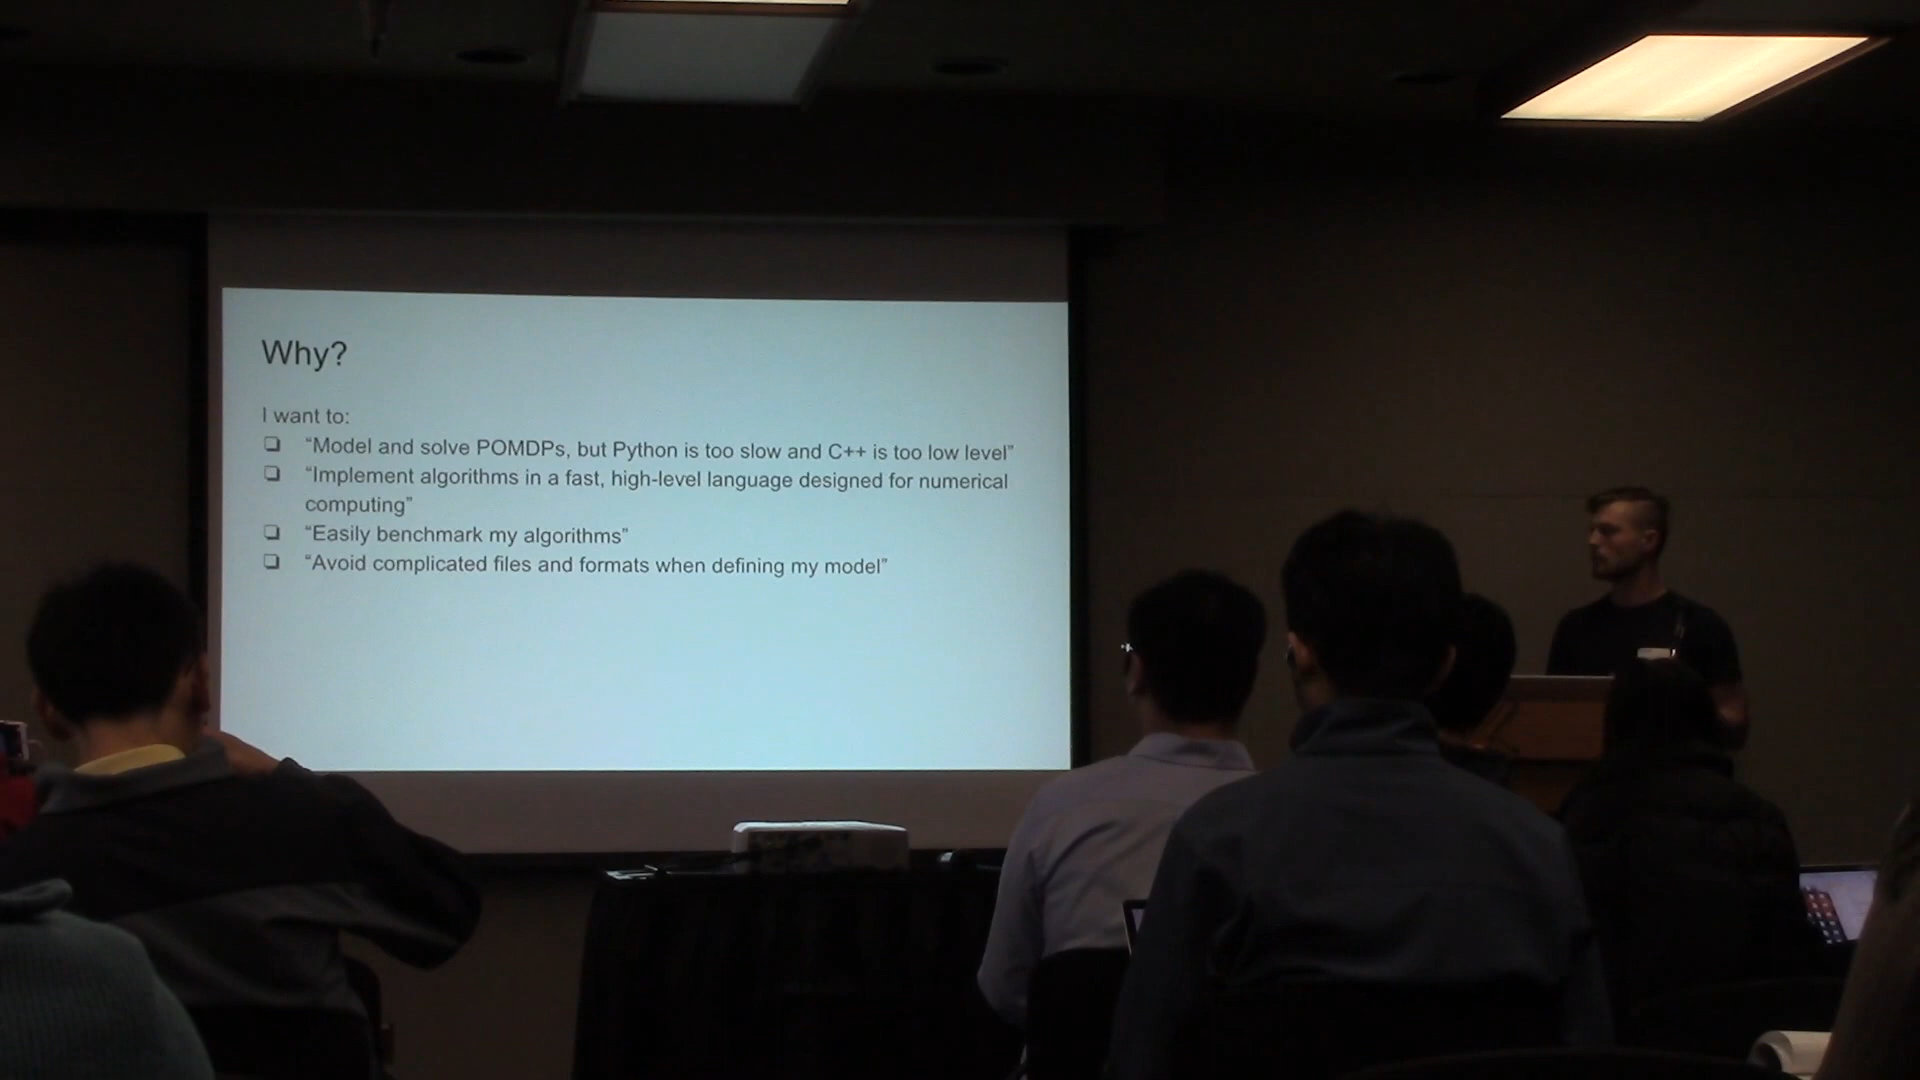 Why?
I want to:
❏ “Model and solve POMDPs, but Python is too slow and C++ is too low level”
❏ “Implement algorithms in a fast, high-level language designed for numerical
computing”
❏ “Easily benchmark my algorithms”
❏ “Avoid complicated files and formats when defining my model”